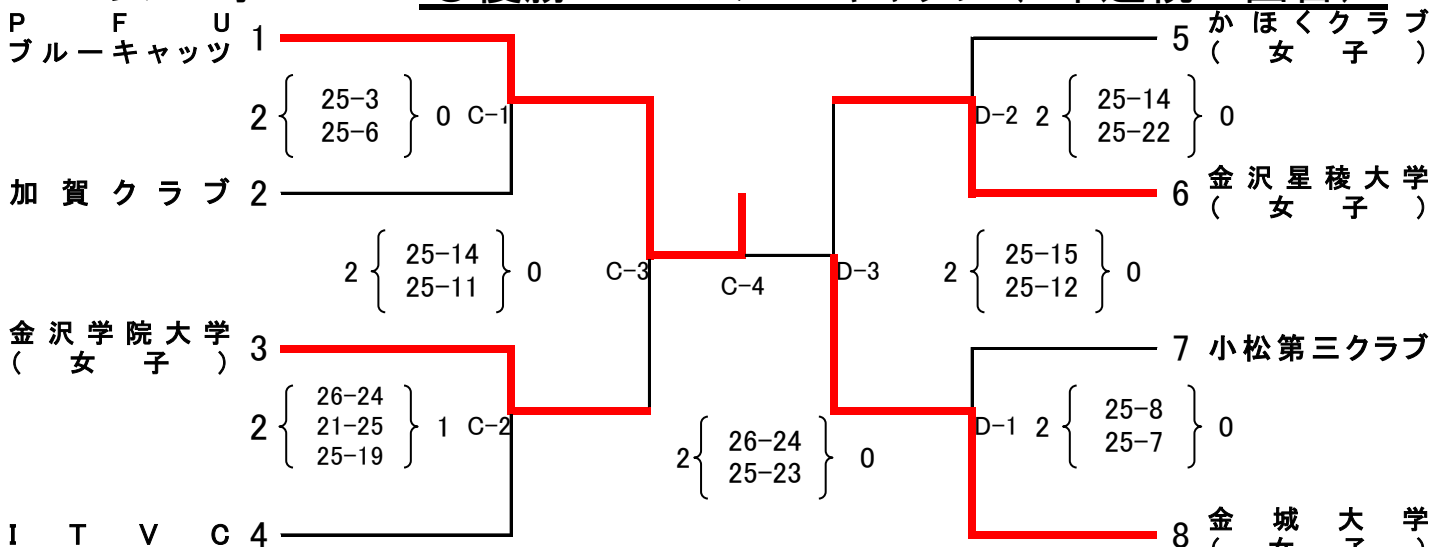 P F U
ブルーキャッツ 1
2 25-3 0 C-1
25-6
加賀クラブ 2
2 25-14 0 C-3
25-11
金沢学院大学 3
(女子)
2 26-24 1 C-2
21-25
25-19
I T V C 4
C-4
2 26-24 0
25-23
5 かほくクラブ
(女子)
D-2 2 25-14 0
25-22
6 金沢星稜大学
(女子)
D-3 2 25-15 0
25-12
7 小松第三クラブ
D-1 2 25-8 0
25-7
8 金城大学